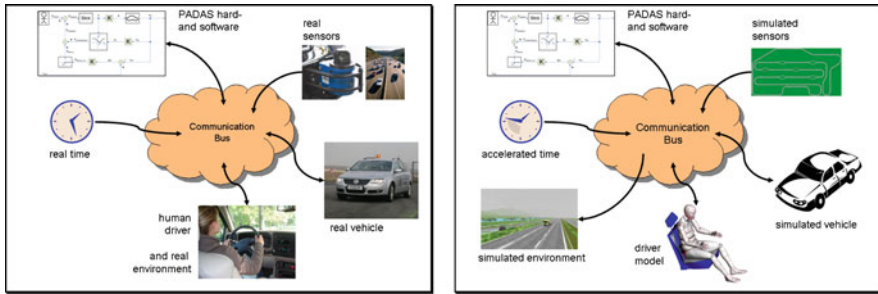 PADAS hard-
and software
real
sensors
Communication
Bus
real time
human
driver
and real
environment
real vehicle
PADAS hard-
and software
simulated
sensors
Communication
Bus
accelerated time
simulated environment
driver
model
simulated vehicle